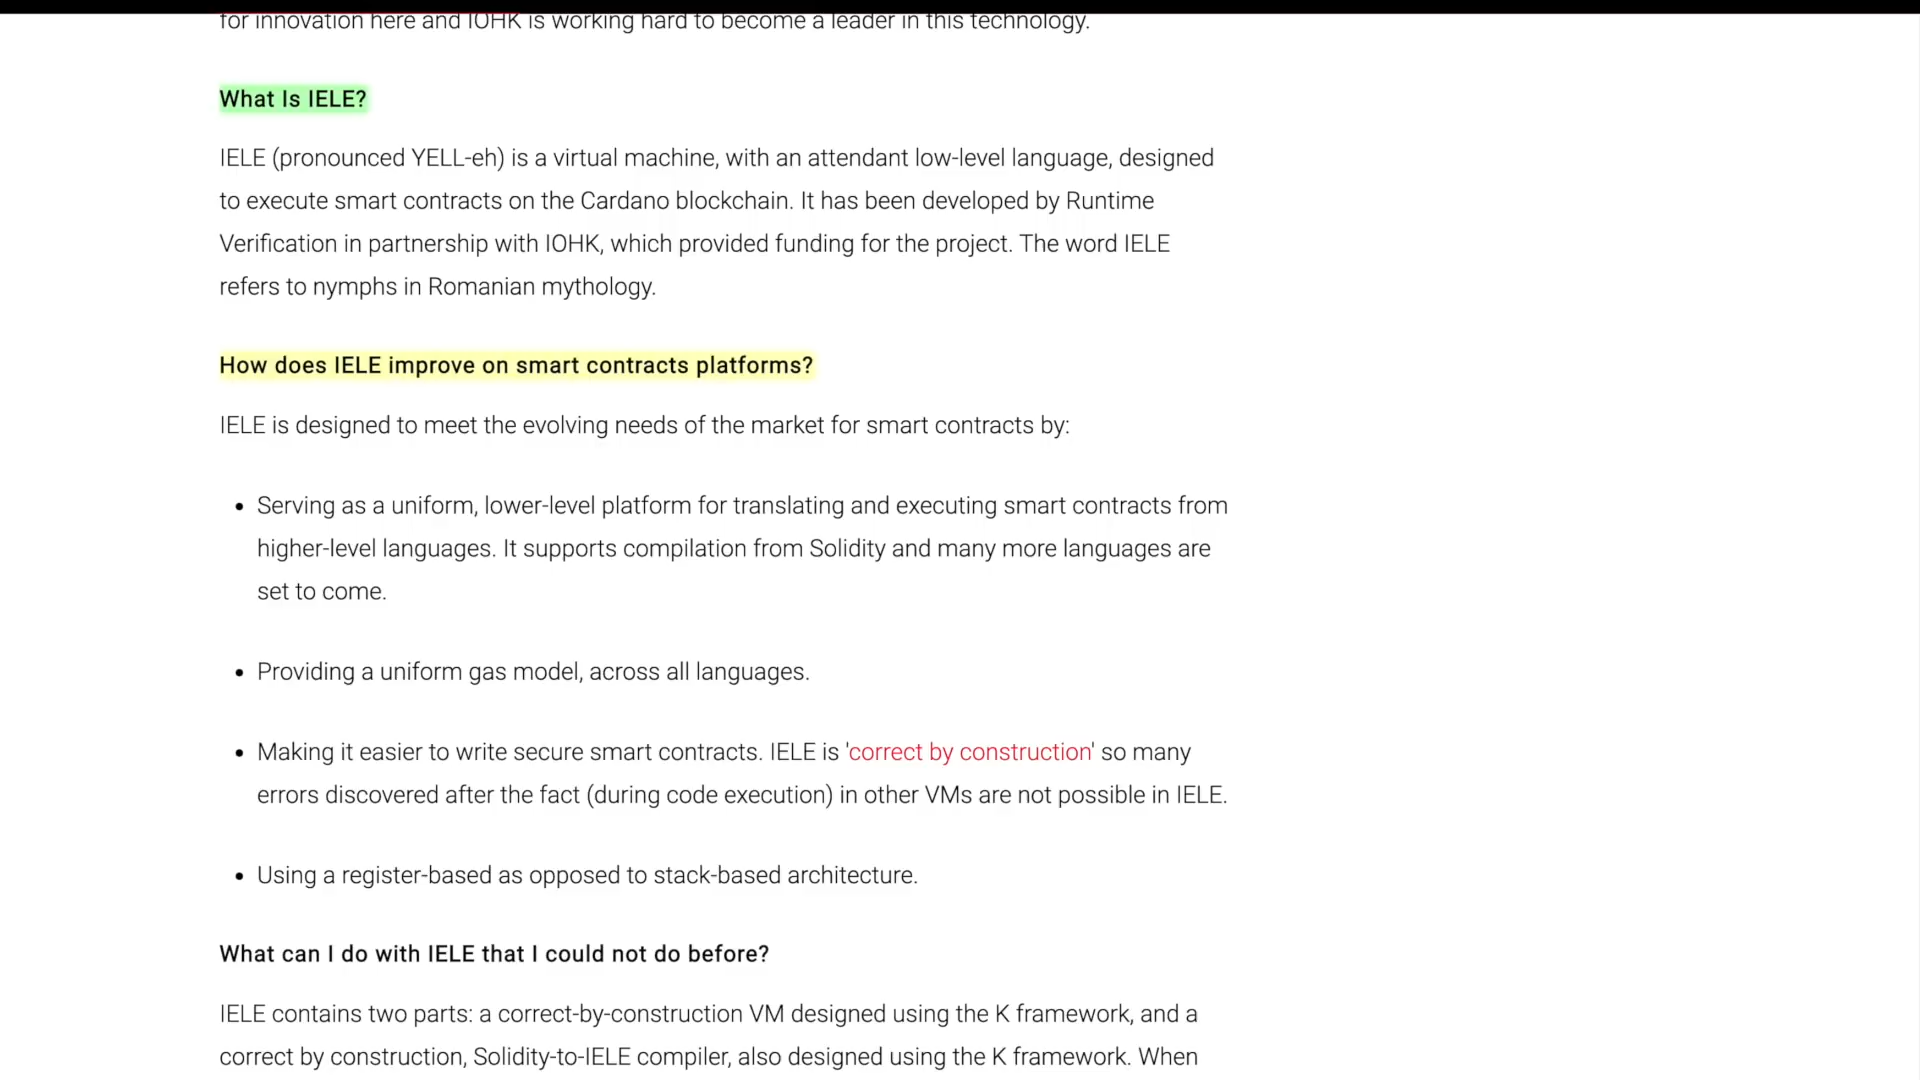 for innovation here and IOHK is working hard to become a leader in this technology.
What Is IELE?
IELE (pronounced YELL-eh) is a virtual machine, with an attendant low-level language, designed
to execute smart contracts on the Cardano blockchain. It has been developed by Runtime
Verification in partnership with IOHK, which provided funding for the project. The word IELE
refers to nymphs in Romanian mythology.
How does IELE improve on smart contracts platforms?
IELE is designed to meet the evolving needs of the market for smart contracts by:
• Serving as a uniform, lower-level platform for translating and executing smart contracts from
higher-level languages. It supports compilation from Solidity and many more languages are
set to come.
• Providing a uniform gas model, across all languages.
• Making it easier to write secure smart contracts. IELE is 'correct by construction' so many
errors discovered after the fact (during code execution) in other VMs are not possible in IELE.
• Using a register-based as opposed to stack-based architecture.
What can I do with IELE that I could not do before?
IELE contains two parts: a correct-by-construction VM designed using the K framework, and a
correct by construction, Solidity-to-IELE compiler, also designed using the K framework. When